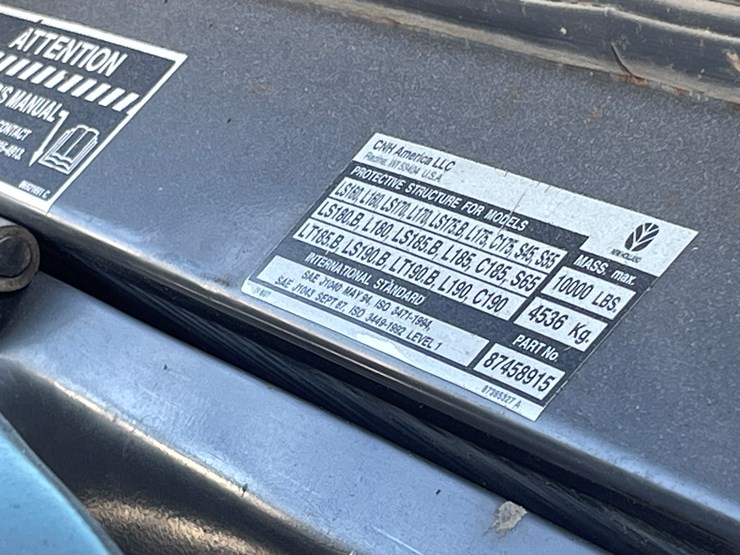 ATTENTION
'S MANUAL
CONTACT
CNH America LLC
Racine, WI 53404 U.S.A.
PROTECTIVE STRUCTURE FOR MODELS
LS160, L160, LS170, L170, LS175.B, L175, C175, S45, S55
LS180.B, L180, LS185.B, L185, C185, S65
LT185.B, LS190.B, LT190.B, L190, C190
INTERNATIONAL STANDARD
SAE J1040 MAY 94, ISO 3471-1994,
SAE J1043 SEPT 87, ISO 3449-1992 LEVEL 1
NEW HOLLAND
MASS, max.
10000 LBS.
4536 Kg.
PART No.
87458915
87385327 A